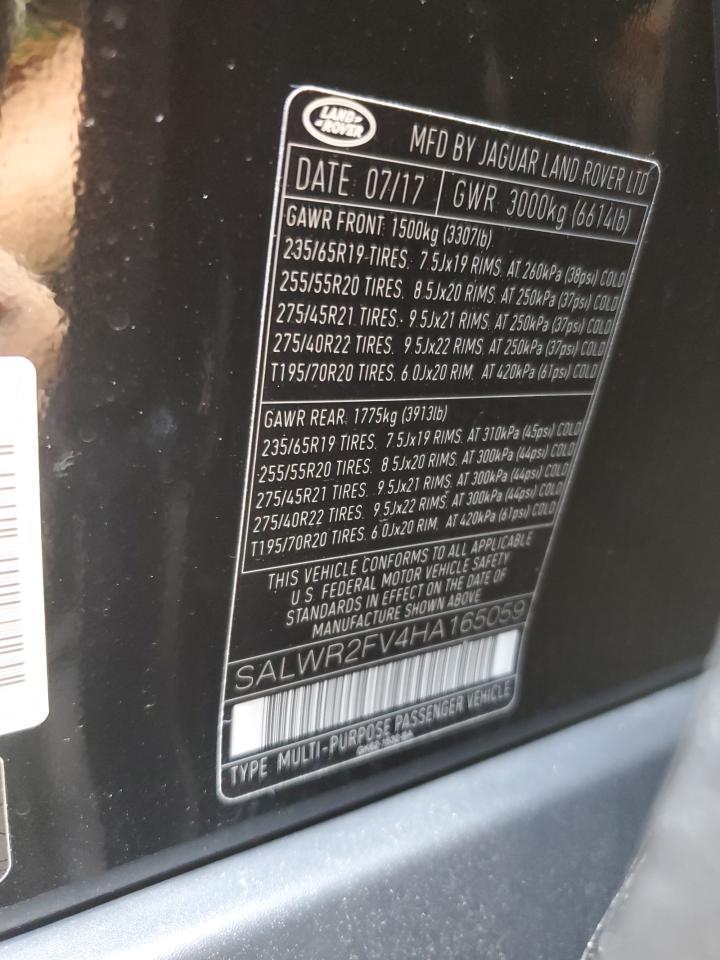 LAND-
-ROVER
MFD BY JAGUAR LAND ROVER LTD
DATE: 07/17 GWR 3000kg (6614lb)
GAWR FRONT 1500kg (3307lb).
235/65R19 TIRES. 7.5Jx19 RIMS. AT 260kPa (38psi) COLD
255/55R20 TIRES. 8.5Jx20 RIMS. AT 250kPa (37psi) COLD
275/45R21 TIRES. 9.5Jx21 RIMS. AT 250kPa (37psi) COLD
275/40R22 TIRES. 9.5Jx22 RIMS. AT 250kPa (37psi) COLD
T195/70R20 TIRES. 6.0Jx20 RIM. AT 420kPa (61psi) COLD
GAWR REAR: 1775kg (3913lb)
235/65R19 TIRES. 7.5Jx19 RIMS. AT 310kPa (45psi) COLD
255/55R20 TIRES. 8.5Jx20 RIMS. AT 300kPa (44psi) COLD
275/45R21 TIRES. 9.5Jx21 RIMS. AT 300kPa (44psi) COLD
275/40R22 TIRES. 9.5Jx22 RIMS. AT 300kPa (44psi) COLD
T195/70R20 TIRES. 6.0Jx20 RIM. AT 420kPa (61psi) COLD
THIS VEHICLE CONFORMS TO ALL APPLICABLE
U.S. FEDERAL MOTOR VEHICLE SAFETY
STANDARDS IN EFFECT ON THE DATE OF
MANUFACTURE SHOWN ABOVE
SALWR2FV4HA165059
TYPE MULTI-PURPOSE PASSENGER VEHICLE